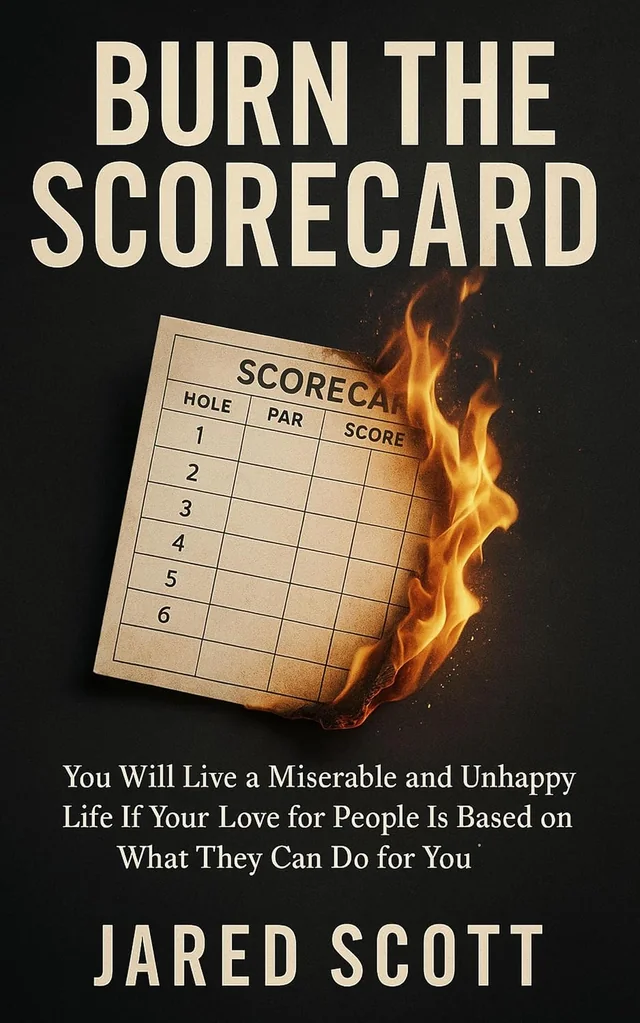 BURN THE
SCORECARD
SCORECAR
HOLE PAR SCORE
1
2
3
4
5
6
You Will Live a Miserable and Unhappy
Life If Your Love for People Is Based on
What They Can Do for You
JARED SCOTT